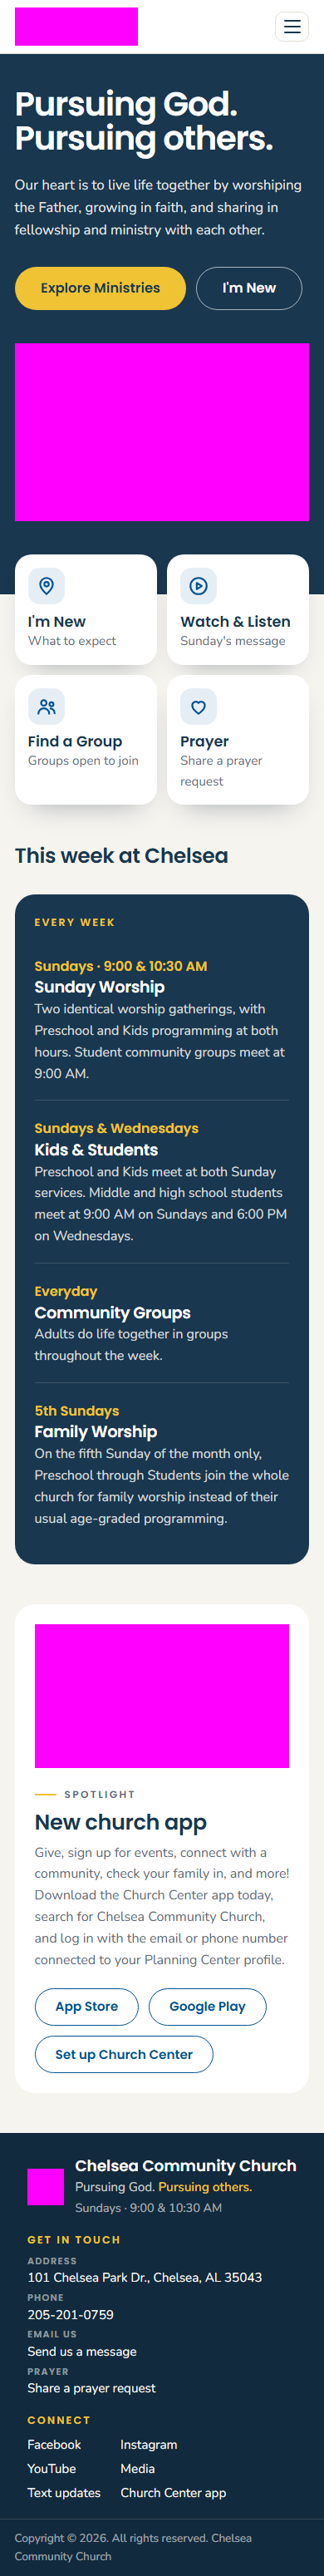 Pursuing God.
Pursuing others.
Our heart is to live life together by worshiping
the Father, growing in faith, and sharing in
fellowship and ministry with each other.
Explore Ministries
I'm New
I'm New
What to expect
Watch & Listen
Sunday's message
Find a Group
Groups open to join
Prayer
Share a prayer
request
This week at Chelsea
EVERY WEEK
Sundays · 9:00 & 10:30 AM
Sunday Worship
Two identical worship gatherings, with
Preschool and Kids programming at both
hours. Student community groups meet at
9:00 AM.
Sundays & Wednesdays
Kids & Students
Preschool and Kids meet at both Sunday
services. Middle and high school students
meet at 9:00 AM on Sundays and 6:00 PM
on Wednesdays.
Everyday
Community Groups
Adults do life together in groups
throughout the week.
5th Sundays
Family Worship
On the fifth Sunday of the month only,
Preschool through Students join the whole
church for family worship instead of their
usual age-graded programming.
SPOTLIGHT
New church app
Give, sign up for events, connect with a
community, check your family in, and more!
Download the Church Center app today,
search for Chelsea Community Church,
and log in with the email or phone number
connected to your Planning Center profile.
App Store
Google Play
Set up Church Center
Chelsea Community Church
Pursuing God. Pursuing others.
Sundays · 9:00 & 10:30 AM
GET IN TOUCH
ADDRESS
101 Chelsea Park Dr., Chelsea, AL 35043
PHONE
205-201-0759
EMAIL US
Send us a message
PRAYER
Share a prayer request
CONNECT
Facebook
Instagram
YouTube
Media
Text updates
Church Center app
Copyright © 2026. All rights reserved. Chelsea
Community Church